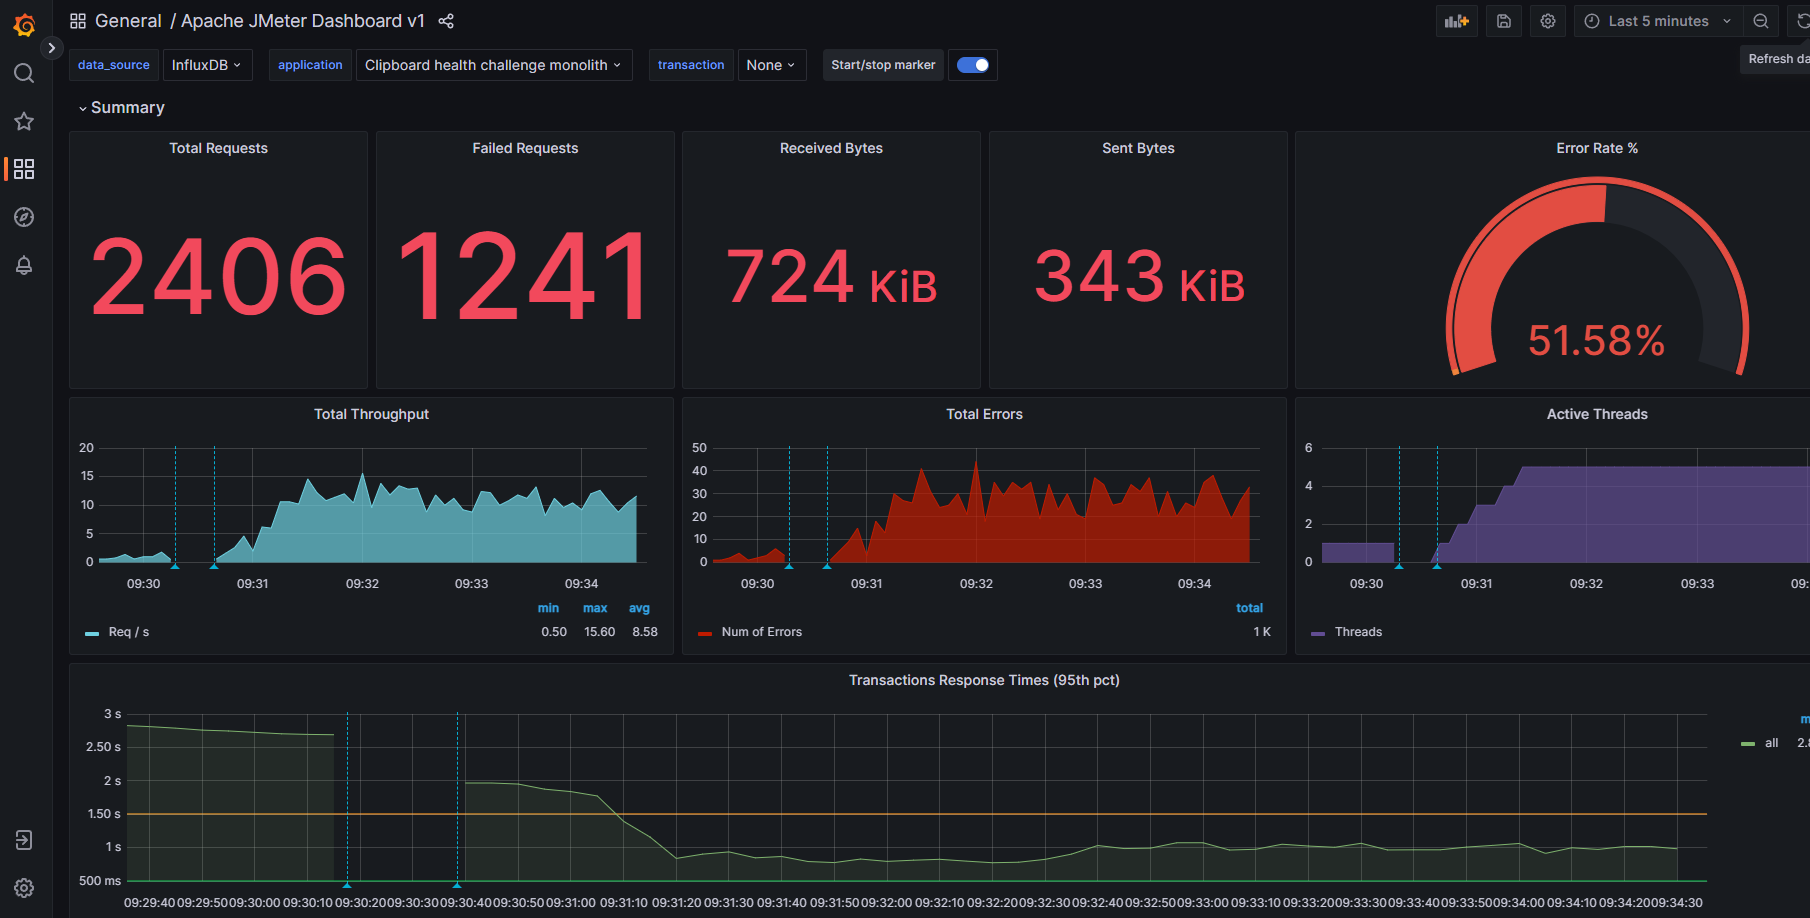 General / Apache JMeter Dashboard v1
Last 5 minutes
data_source InfluxDB application Clipboard health challenge monolith transaction None Start/stop marker
Refresh da
Summary
Total Requests
2406
Failed Requests
1241
Received Bytes
724 KiB
Sent Bytes
343 KiB
Error Rate %
51.58%
Total Throughput
20
15
10
5
0
09:30 09:31 09:32 09:33 09:34
min max avg
Req / s 0.50 15.60 8.58
Total Errors
50
40
30
20
10
0
09:30 09:31 09:32 09:33 09:34
total
Num of Errors 1 K
Active Threads
6
4
2
0
09:30 09:31 09:32 09:33 09:
Threads
Transactions Response Times (95th pct)
3 s
2.50 s
2 s
1.50 s
1 s
500 ms
09:29:40 09:29:50 09:30:00 09:30:10 09:30:20 09:30:30 09:30:40 09:30:50 09:31:00 09:31:10 09:31:20 09:31:30 09:31:40 09:31:50 09:32:00 09:32:10 09:32:20 09:32:30 09:32:40 09:32:50 09:33:00 09:33:10 09:33:20 09:33:30 09:33:40 09:33:50 09:34:00 09:34:10 09:34:20 09:34:30
m
all 2.8